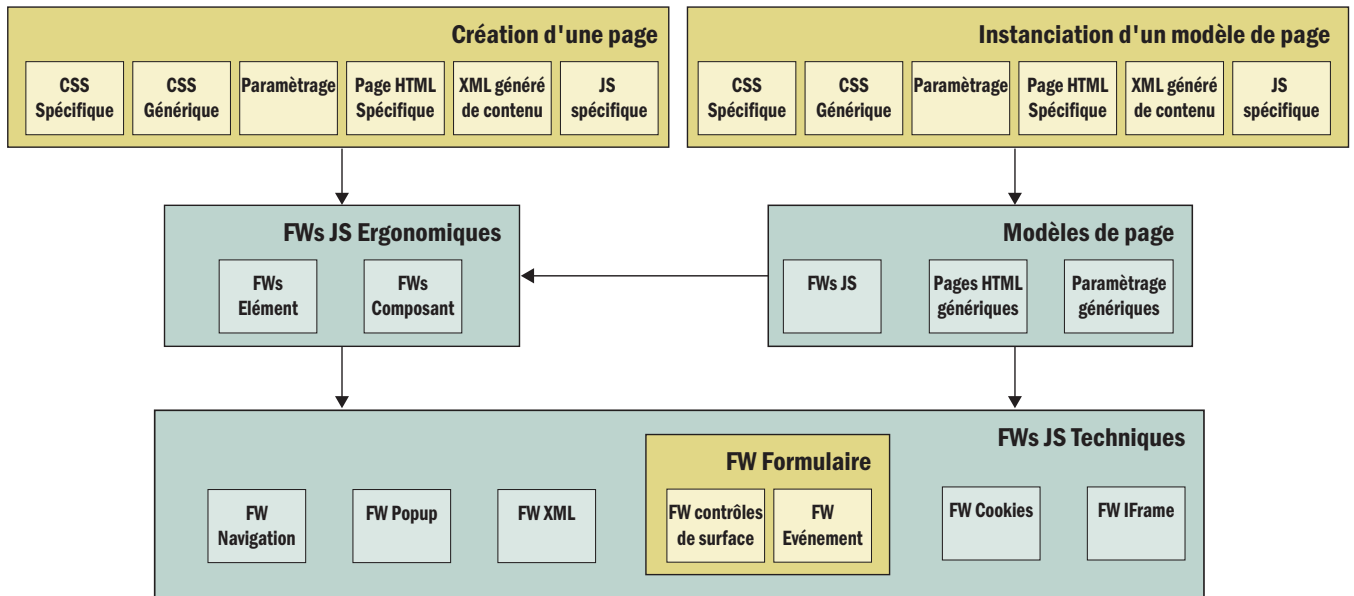 Création d'une page
CSS
Spécifique
CSS
Générique
Paramètrage
Page HTML
Spécifique
XML généré
de contenu
JS
spécifique
Instanciation d'un modèle de page
CSS
Spécifique
CSS
Générique
Paramètrage
Page HTML
Spécifique
XML généré
de contenu
JS
spécifique
FWs JS Ergonomiques
FWs
Elément
FWs
Composant
Modèles de page
FWs JS
Pages HTML
génériques
Paramètrage
génériques
FWs JS Techniques
FW
Navigation
FW Popup
FW XML
FW Formulaire
FW contrôles
de surface
FW
Evénement
FW Cookies
FW IFrame